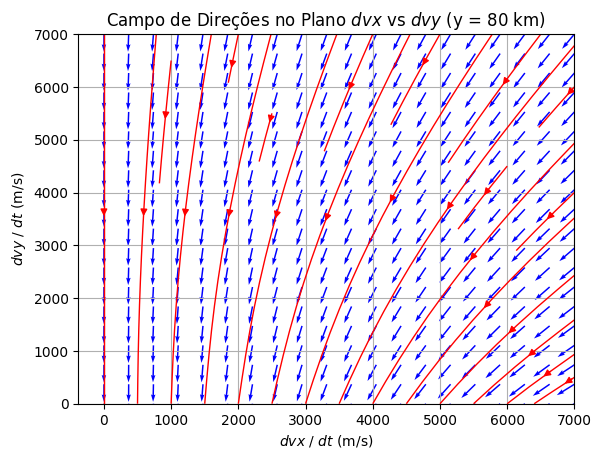 Campo de Direções no Plano dvx vs dvy (y = 80 km)
7000
6000
5000
4000
3000
2000
1000
0
dvy / dt (m/s)
0 1000 2000 3000 4000 5000 6000 7000
dvx / dt (m/s)